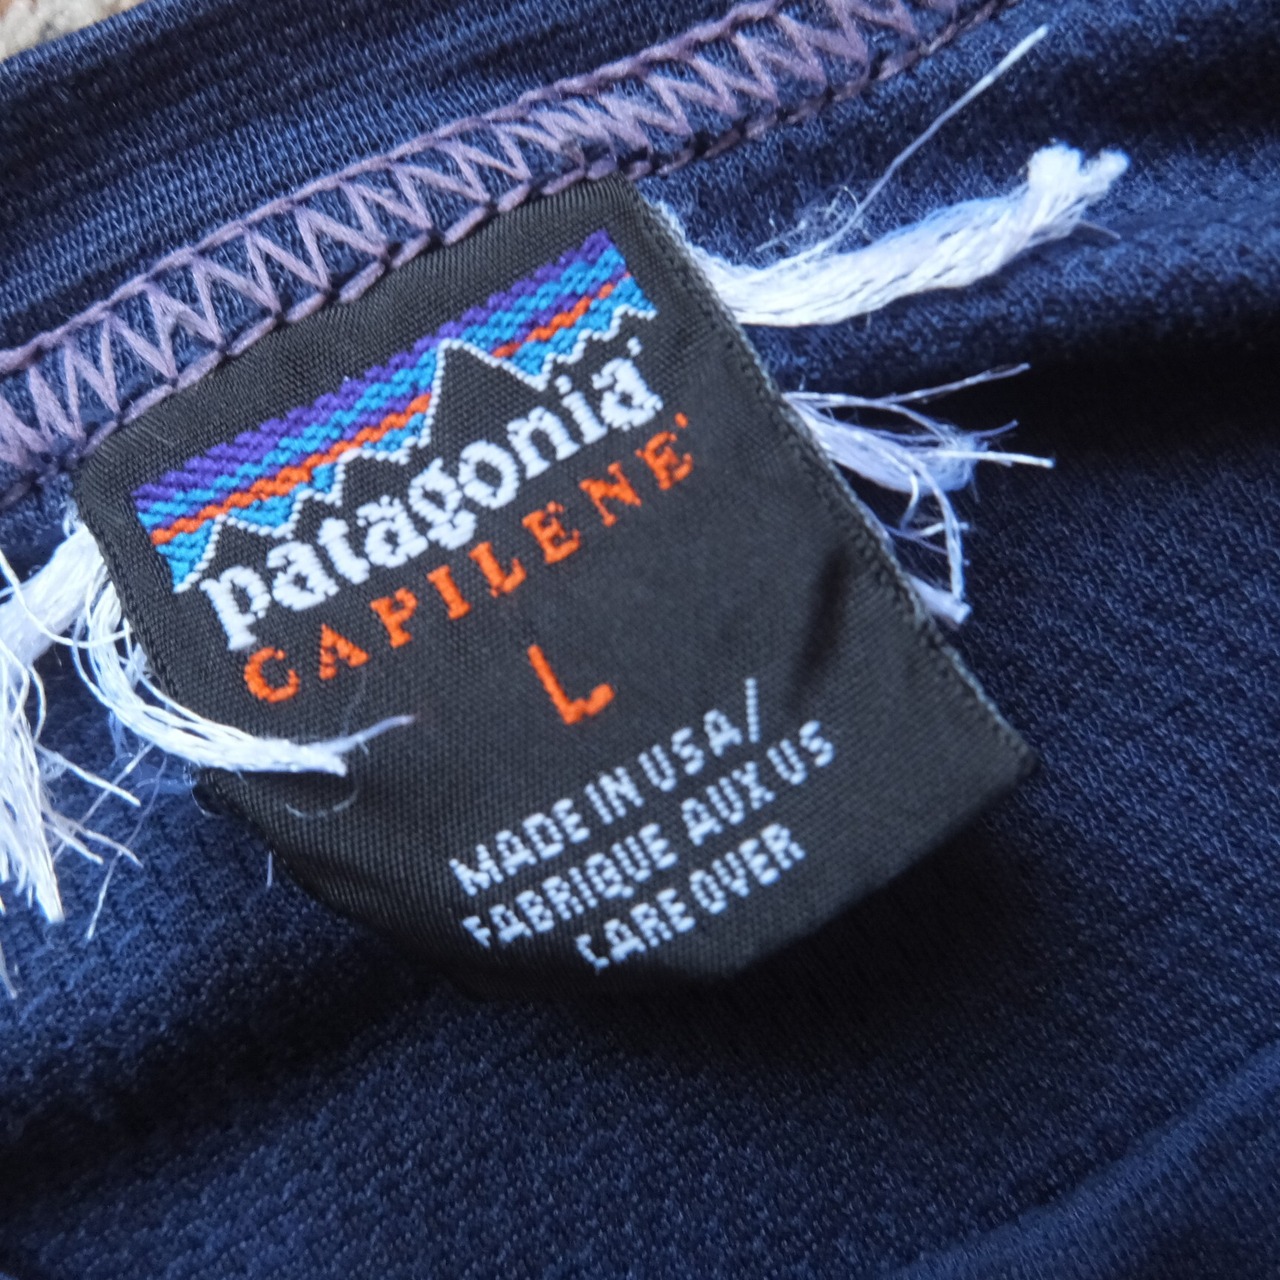 patagonia
CAPILENE
L
MADE IN USA/
FABRIQUE AUX US
CARE OVER